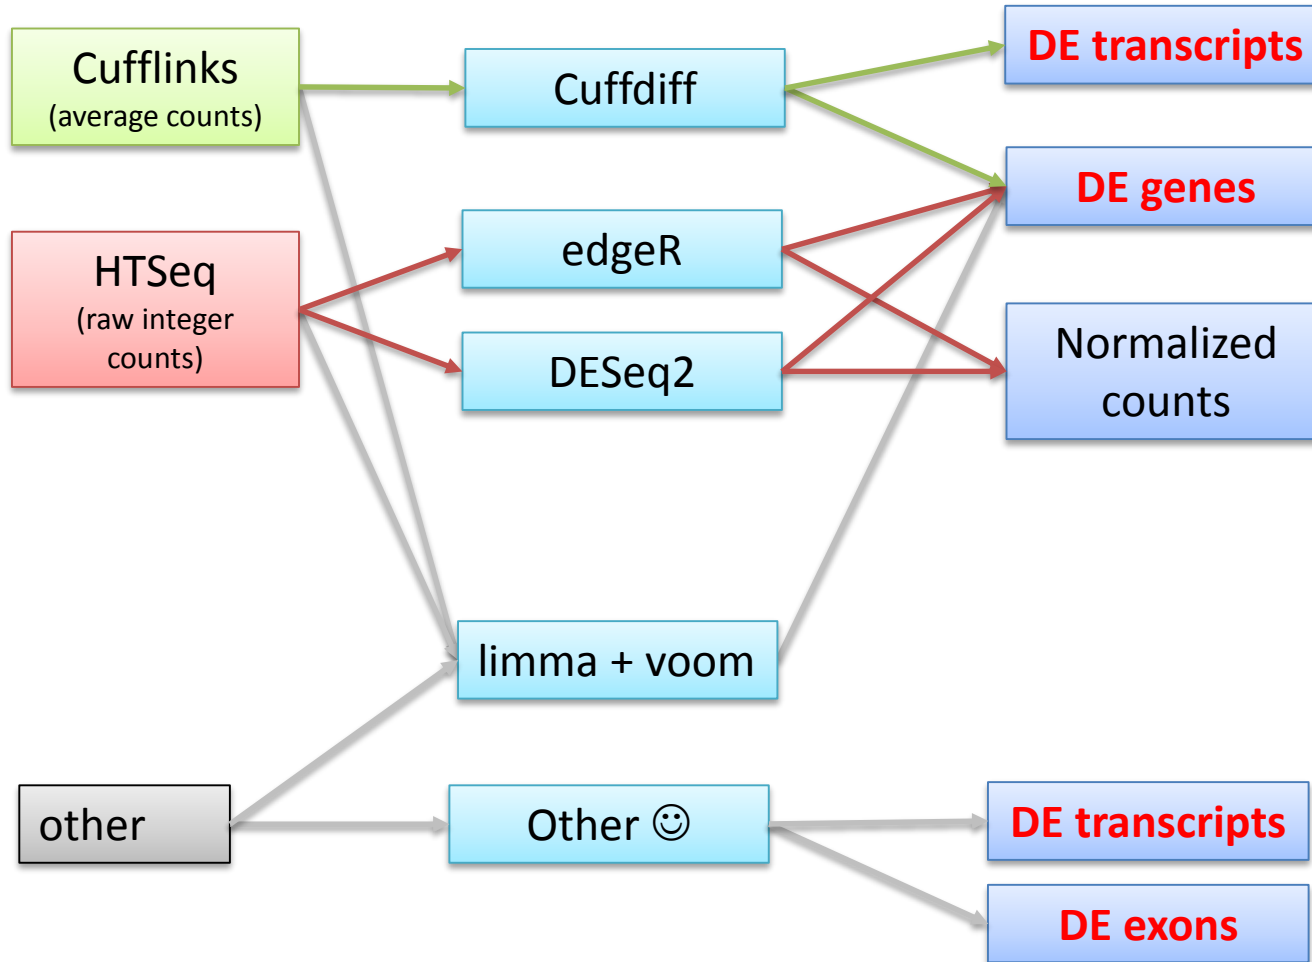 Cufflinks
(average counts)
Cuffdiff
DE transcripts
DE genes
HTSeq
(raw integer
counts)
edgeR
DESeq2
Normalized
counts
limma + voom
other
Other ☺
DE transcripts
DE exons